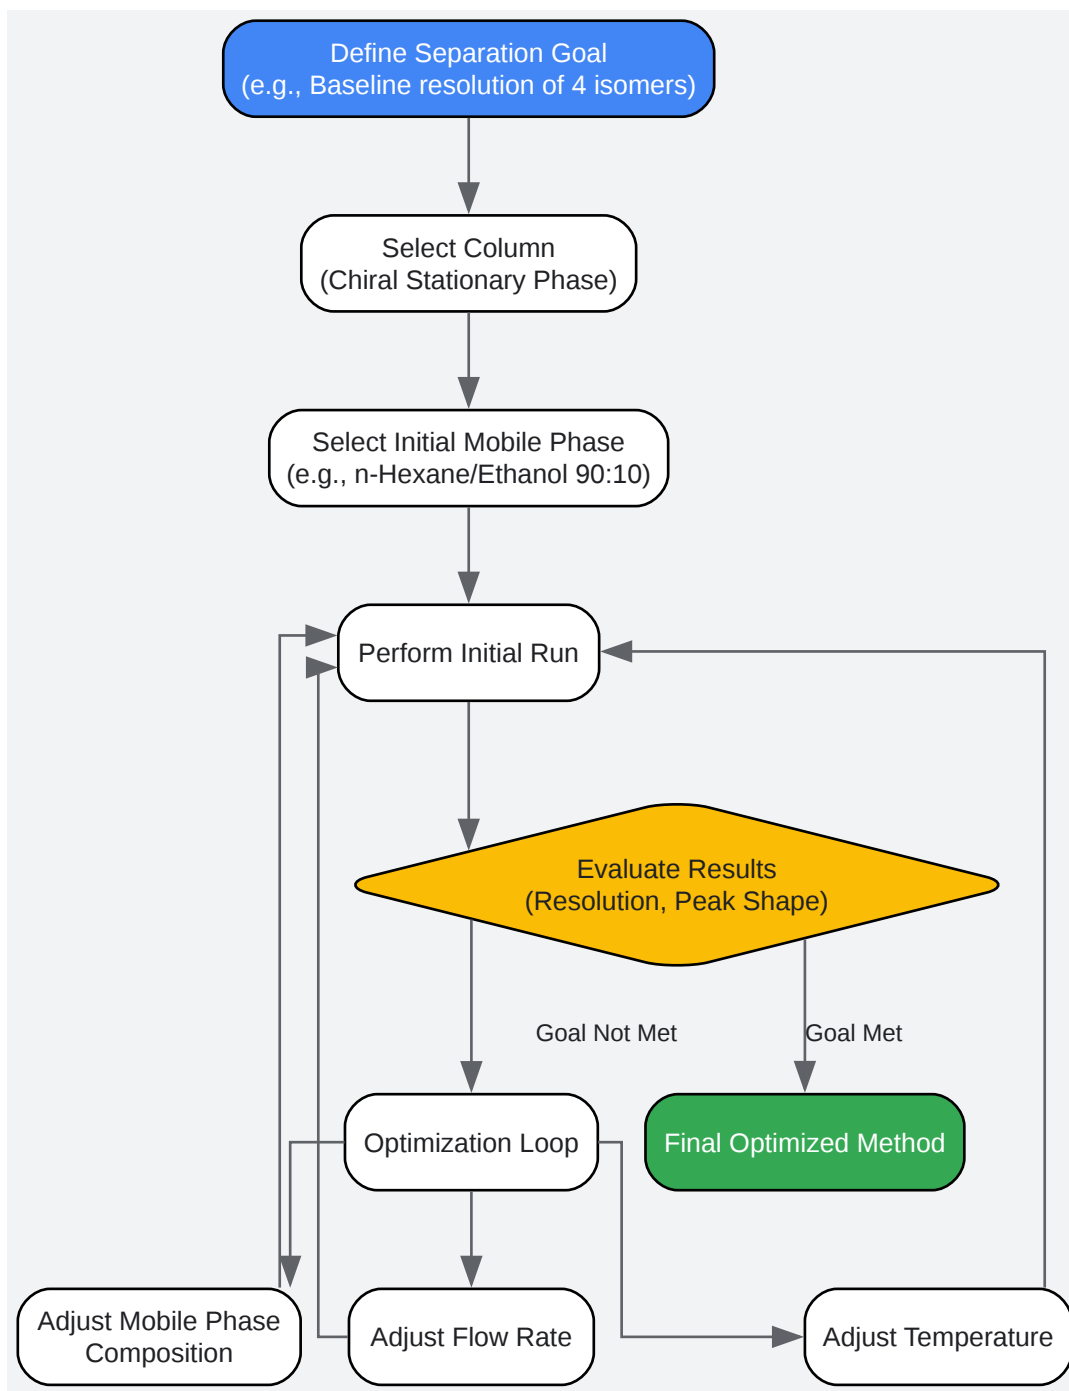 Define Separation Goal
(e.g., Baseline resolution of 4 isomers)
Select Column
(Chiral Stationary Phase)
Select Initial Mobile Phase
(e.g., n-Hexane/Ethanol 90:10)
Perform Initial Run
Evaluate Results
(Resolution, Peak Shape)
Goal Not Met
Goal Met
Optimization Loop
Final Optimized Method
Adjust Mobile Phase
Composition
Adjust Flow Rate
Adjust Temperature